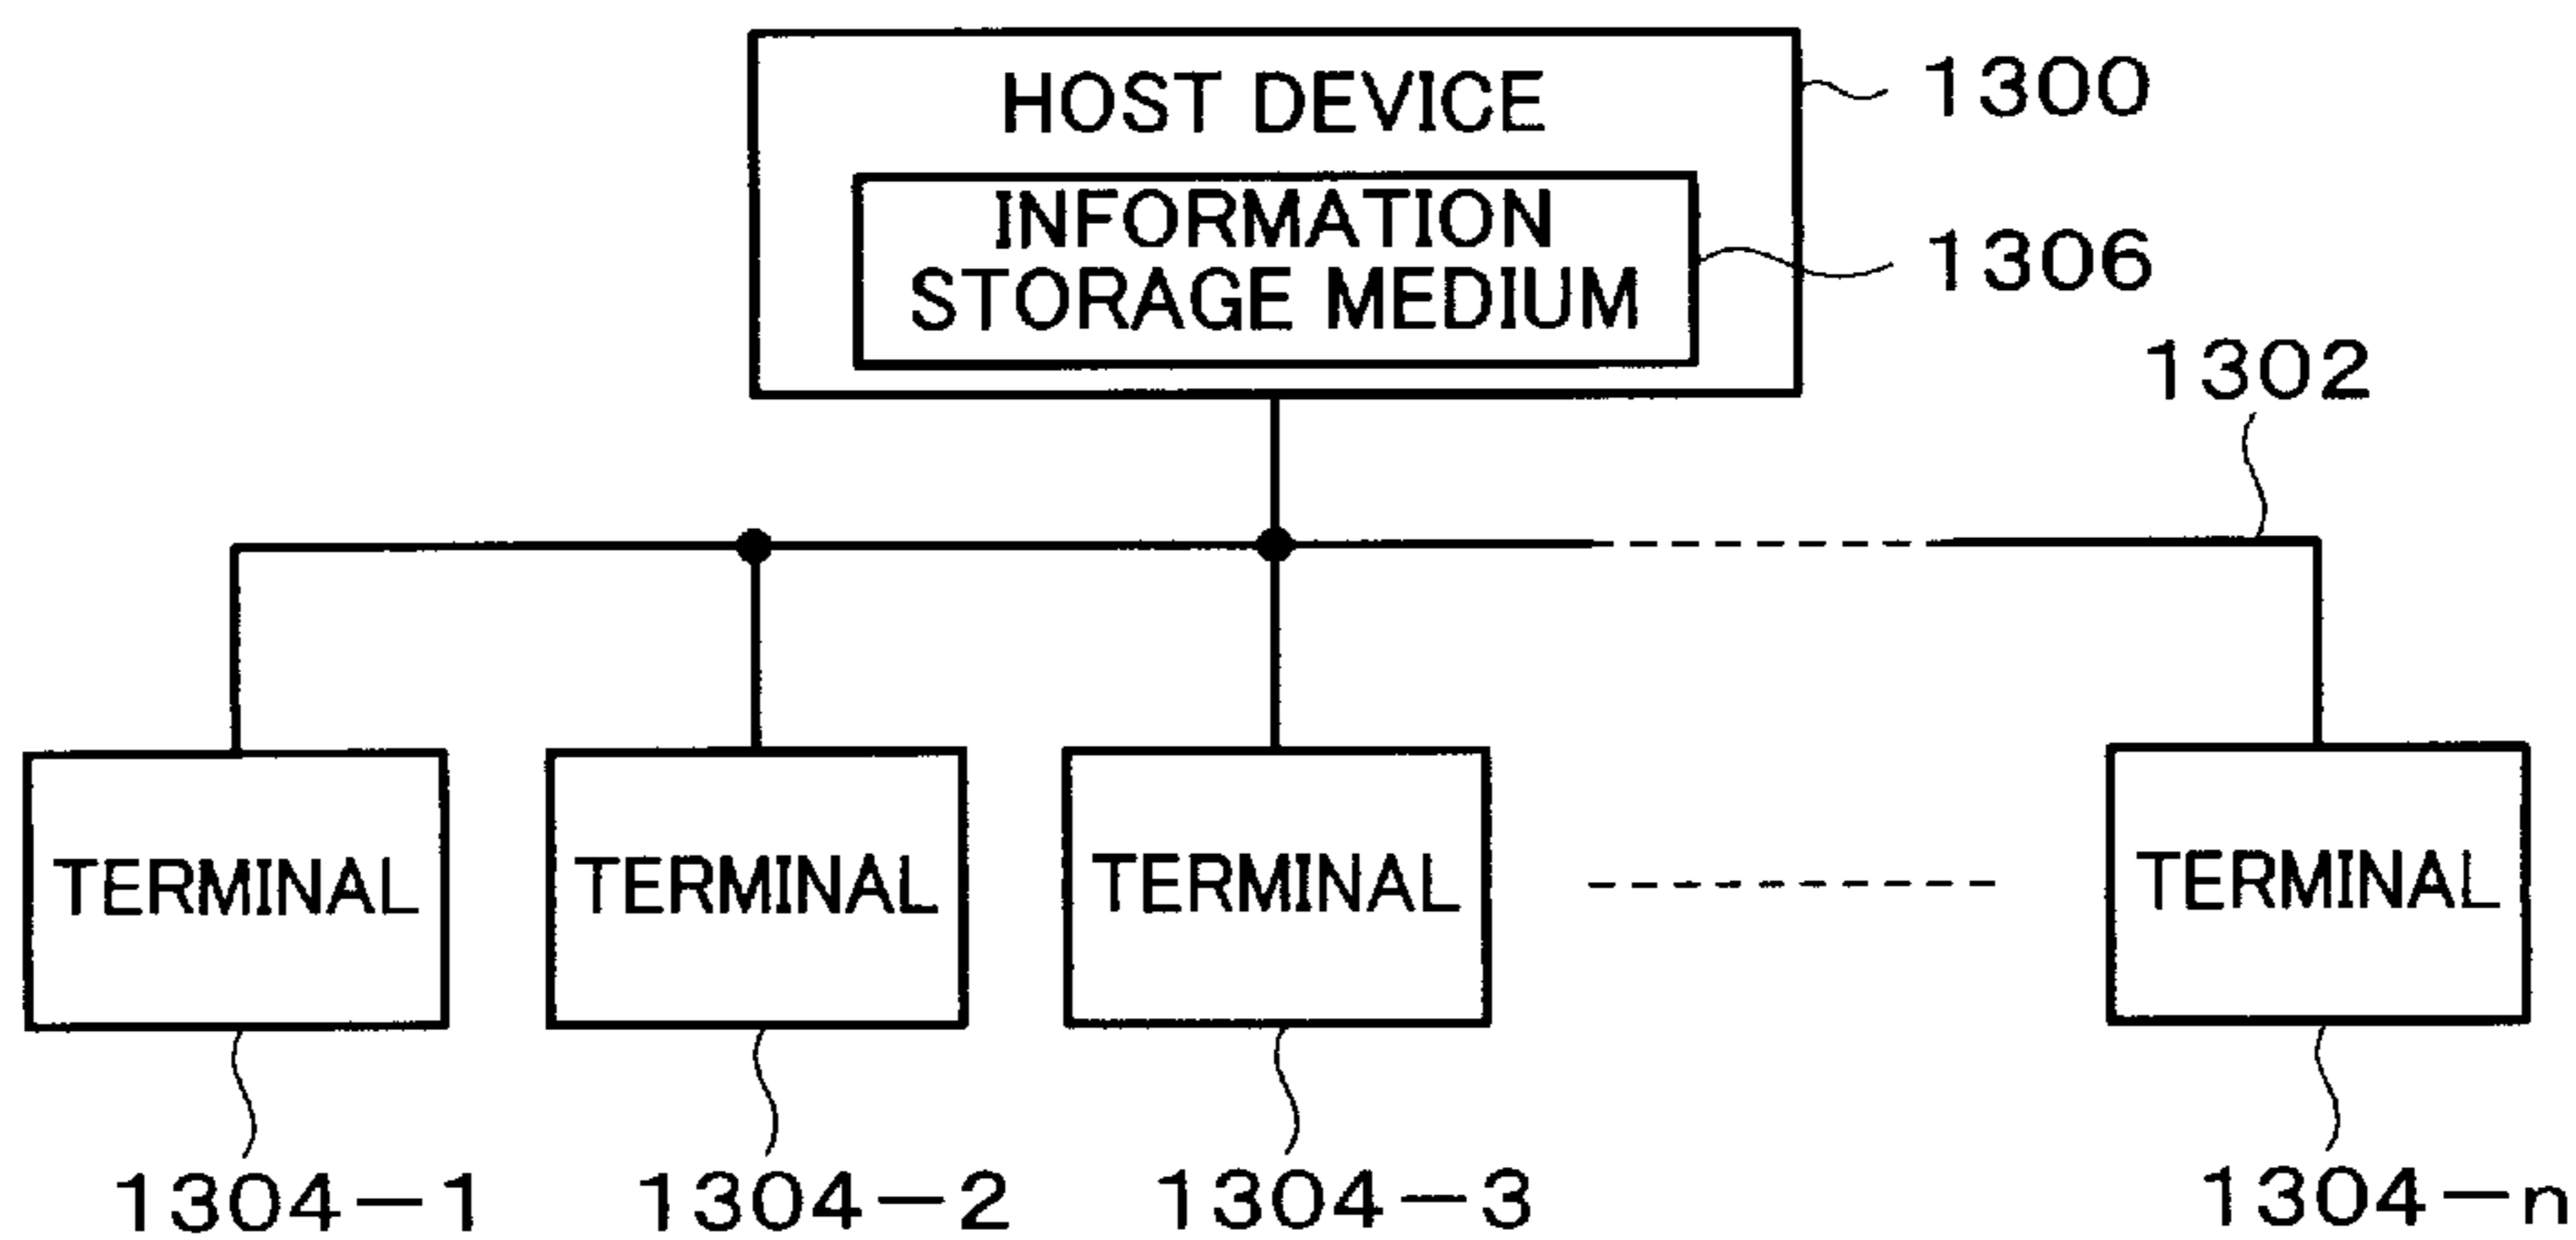 HOST DEVICE
1300
INFORMATION
STORAGE MEDIUM
1306
1302
TERMINAL
TERMINAL
TERMINAL
TERMINAL
1304-1
1304-2
1304-3
1304-n